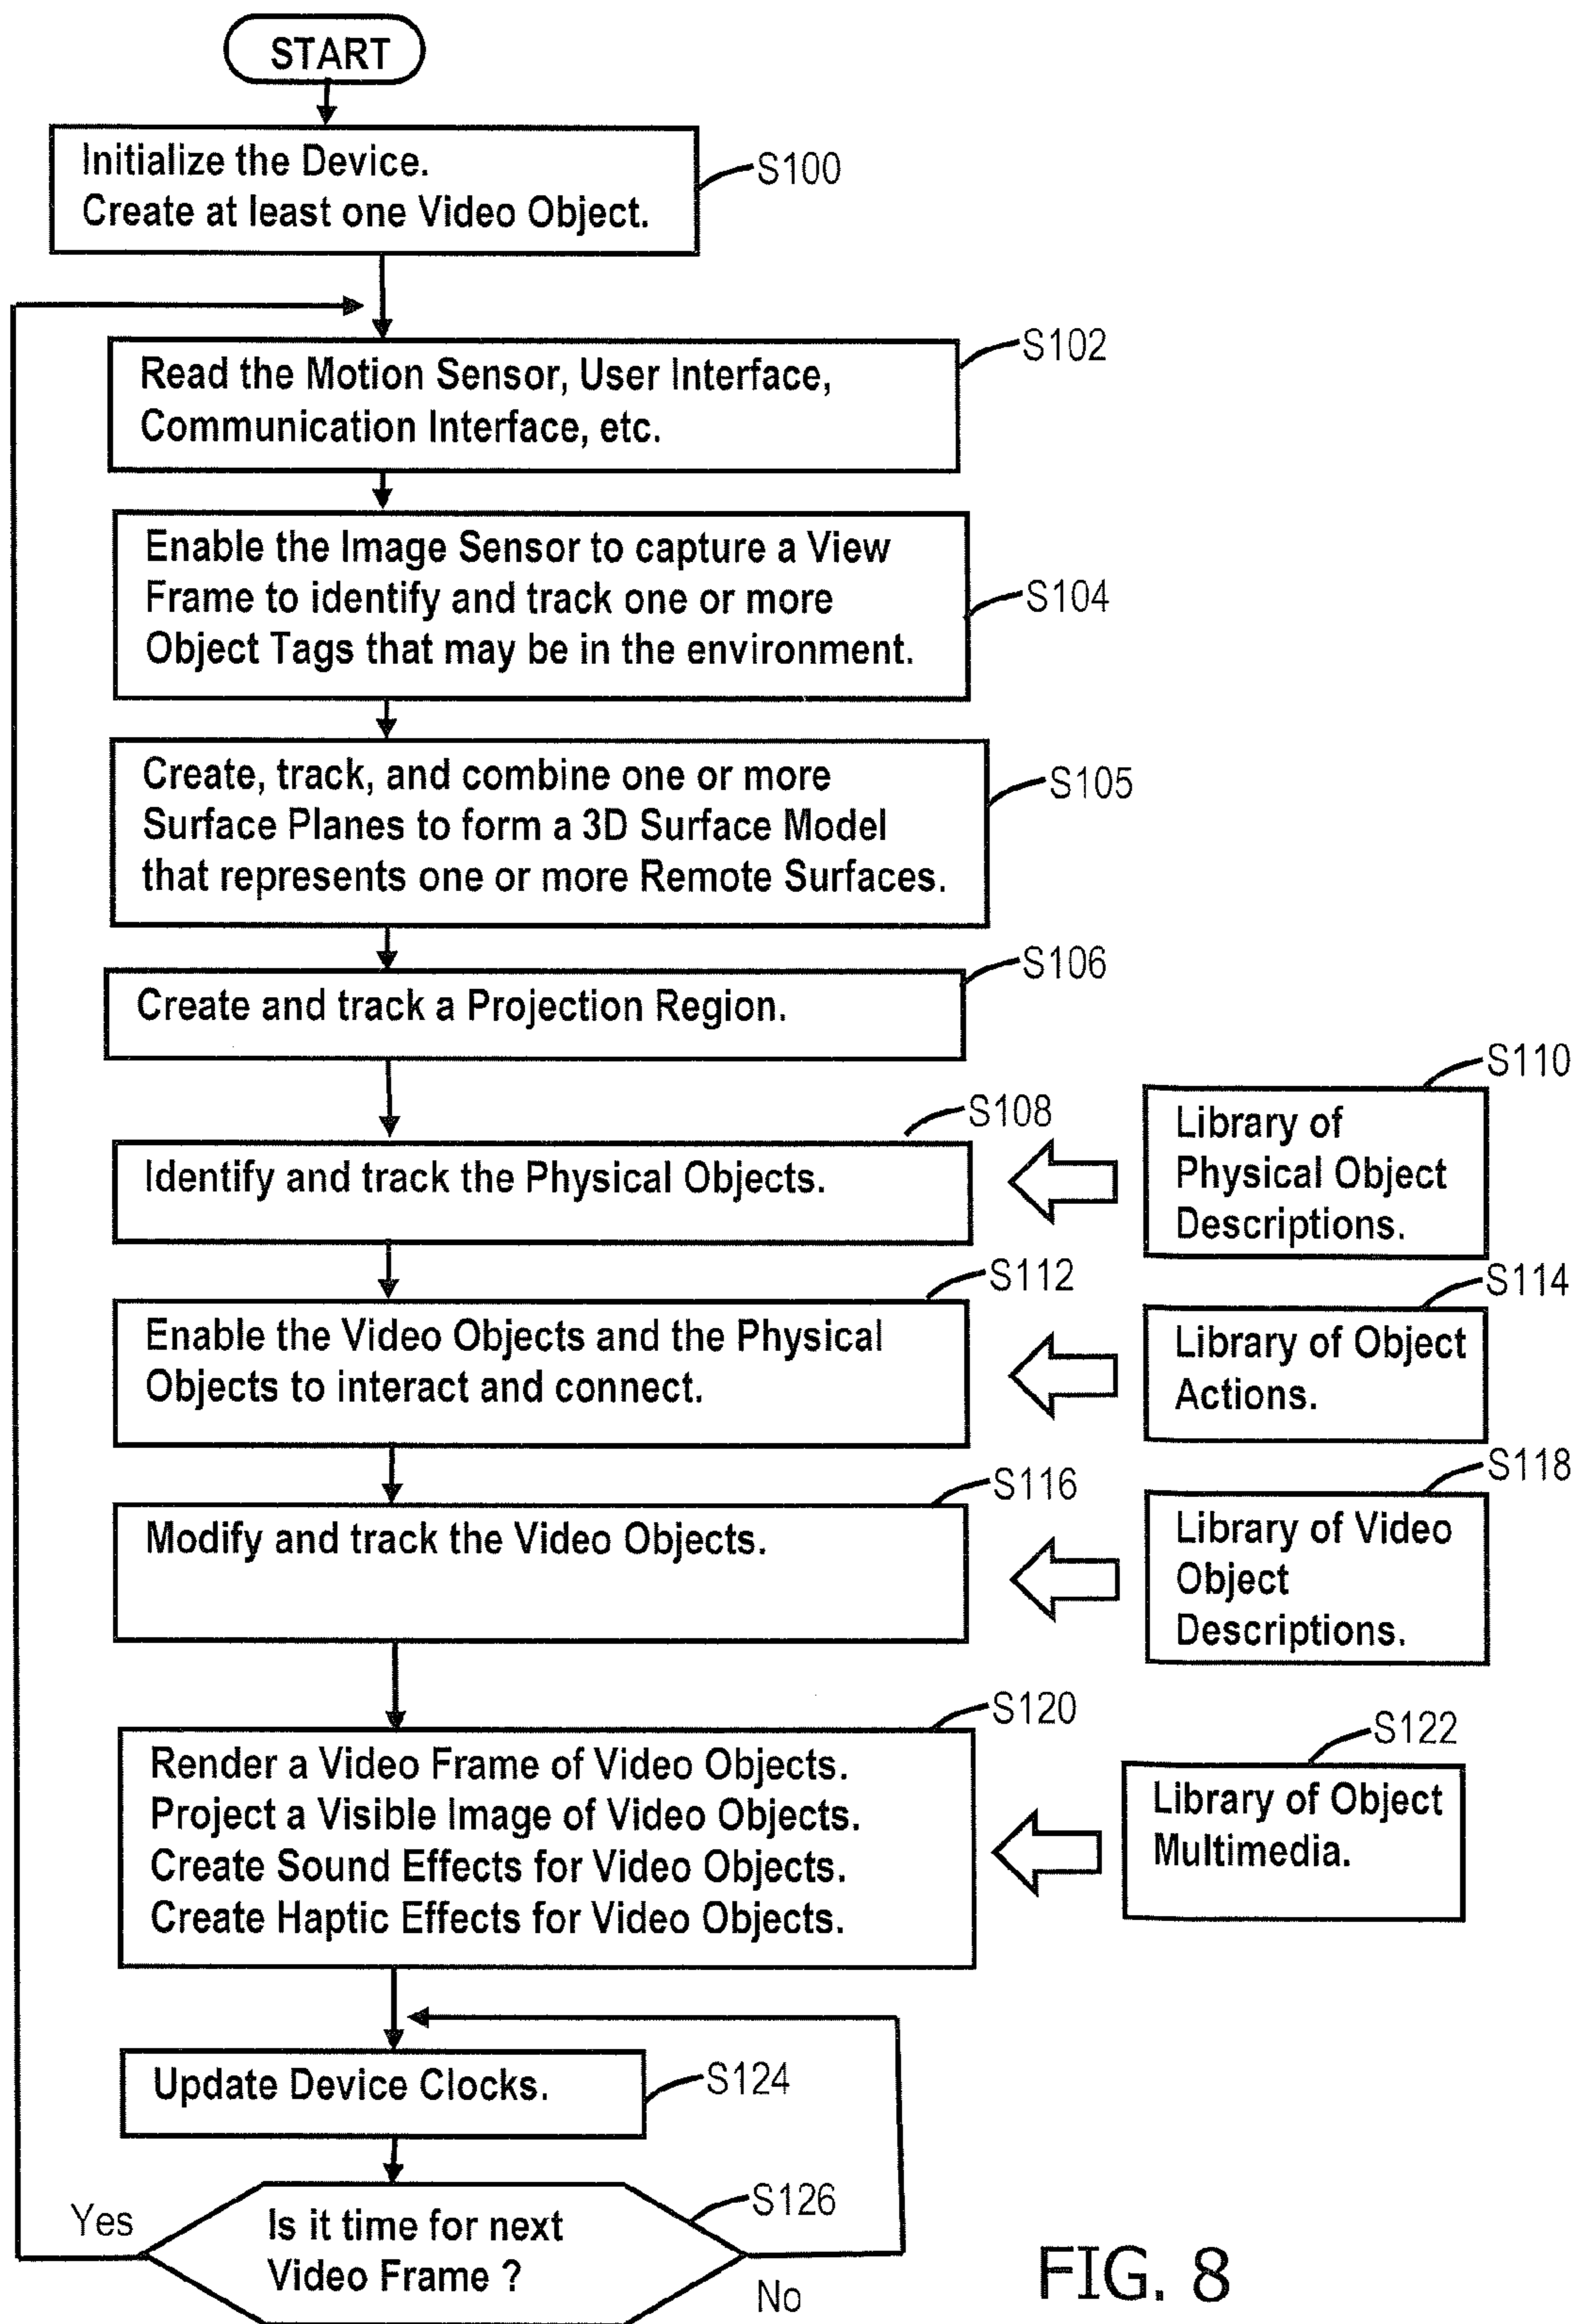 START
Initialize the Device.
Create at least one Video Object.
S100
Read the Motion Sensor, User Interface,
Communication Interface, etc.
S102
Enable the Image Sensor to capture a View
Frame to identify and track one or more
Object Tags that may be in the environment.
S104
Create, track, and combine one or more
Surface Planes to form a 3D Surface Model
that represents one or more Remote Surfaces.
S105
Create and track a Projection Region.
S106
Identify and track the Physical Objects.
S108
Library of
Physical Object
Descriptions.
S110
Enable the Video Objects and the Physical
Objects to interact and connect.
S112
Library of Object
Actions.
S114
Modify and track the Video Objects.
S116
Library of Video
Object
Descriptions.
S118
Render a Video Frame of Video Objects.
Project a Visible Image of Video Objects.
Create Sound Effects for Video Objects.
Create Haptic Effects for Video Objects.
S120
Library of Object
Multimedia.
S122
Update Device Clocks.
S124
Is it time for next
Video Frame ?
S126
Yes
No
FIG. 8